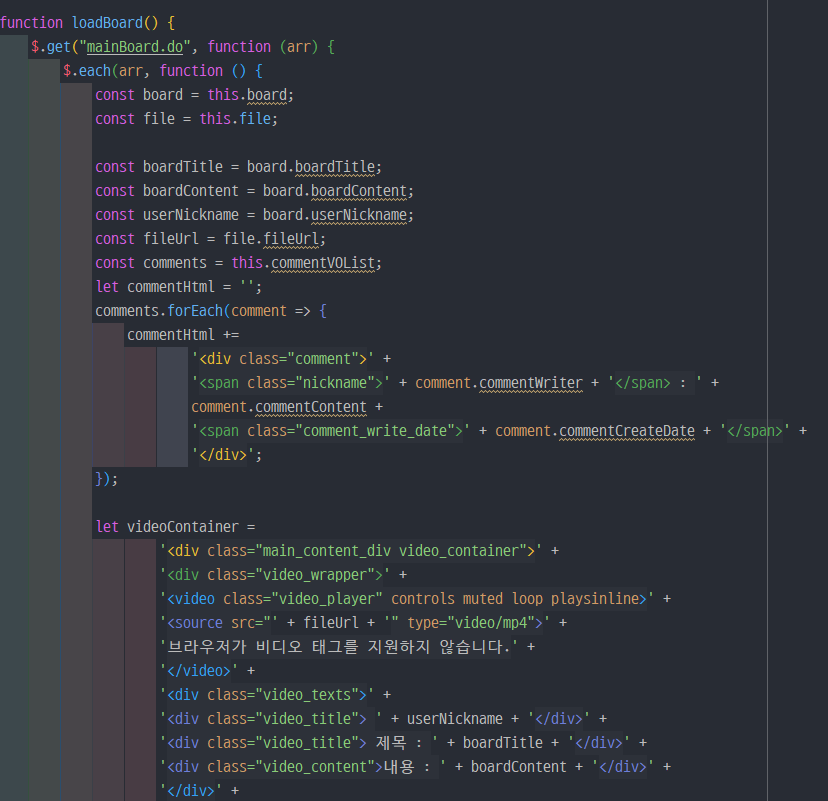 function loadBoard() {
$.get("mainBoard.do", function (arr) {
$.each(arr, function () {
const board = this.board;
const file = this.file;
const boardTitle = board.boardTitle;
const boardContent = board.boardContent;
const userNickname = board.userNickname;
const fileUrl = file.fileUrl;
const comments = this.commentVOList;
let commentHtml = '';
comments.forEach(comment => {
commentHtml +=
'<div class="comment">' +
'<span class="nickname">' + comment.commentWriter + '</span> : ' +
comment.commentContent +
'<span class="comment_write_date">' + comment.commentCreateDate + '</span>' +
'</div>';
});
let videoContainer =
'<div class="main_content_div video_container">' +
'<div class="video_wrapper">' +
'<video class="video_player" controls muted loop playsinline>' +
'<source src="' + fileUrl + '" type="video/mp4">' +
'브라우저가 비디오 태그를 지원하지 않습니다.' +
'</video>' +
'<div class="video_texts">' +
'<div class="video_title"> ' + userNickname + '</div>' +
'<div class="video_title"> 제목 : ' + boardTitle + '</div>' +
'<div class="video_content">내용 : ' + boardContent + '</div>' +
'</div>' +